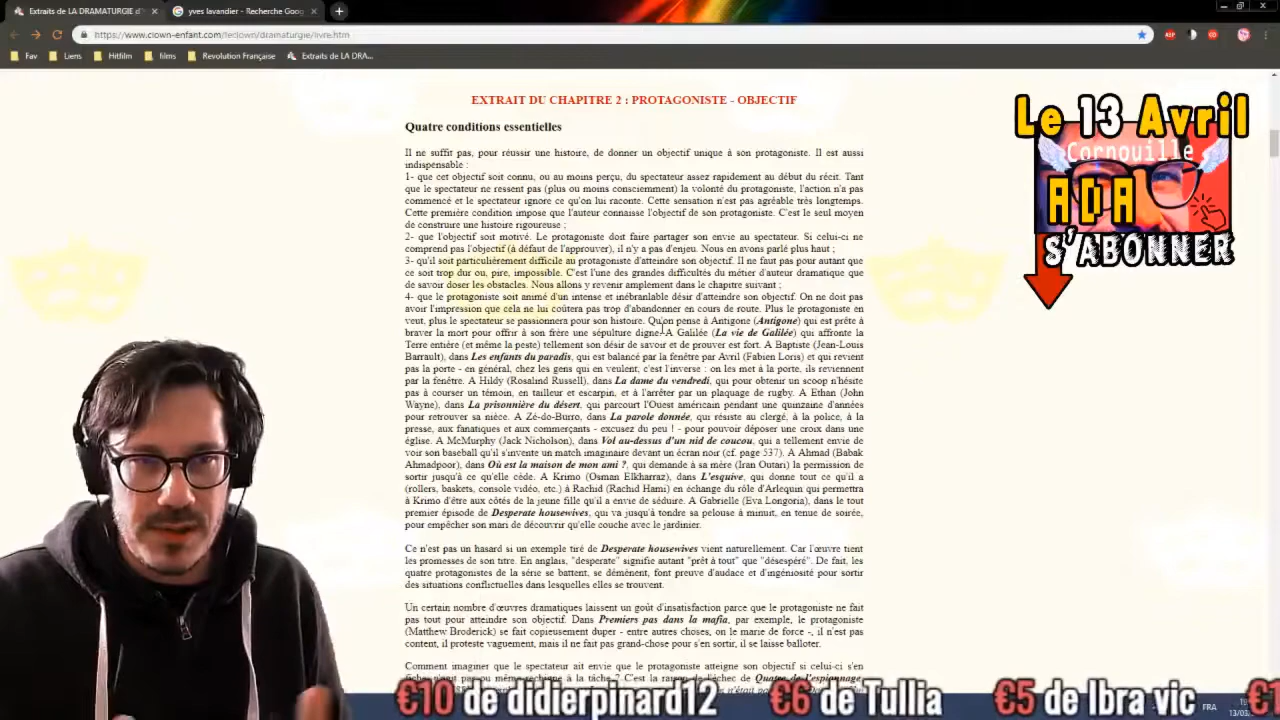 Extraits de LA DRAMATURGIE d'
yves lavandier - Recherche Goog
https://www.clown-enfant.com/leclown/dramaturgie/livre.htm
Fav
Liens
Hitfilm
films
Revolution Française
Extraits de LA DRA...
EXTRAIT DU CHAPITRE 2 : PROTAGONISTE - OBJECTIF
Quatre conditions essentielles
Il ne suffit pas, pour réussir une histoire, de donner un objectif unique à son protagoniste. Il est aussi
indispensable :
1- que cet objectif soit connu, ou au moins perçu, du spectateur assez rapidement au début du récit. Tant
que le spectateur ne ressent pas (plus ou moins consciemment) la volonté du protagoniste, l'action n'a pas
commencé et le spectateur ignore ce qu'on lui raconte. Cette sensation n'est pas agréable très longtemps.
Cette première condition impose que l'auteur connaisse l'objectif de son protagoniste. C'est le seul moyen
de construire une histoire rigoureuse ;
2- que l'objectif soit motivé. Le protagoniste doit faire partager son envie au spectateur. Si celui-ci ne
comprend pas l'objectif (à défaut de l'approuver), il n'y a pas d'enjeu. Nous en avons parlé plus haut ;
3- qu'il soit particulièrement difficile au protagoniste d'atteindre son objectif. Il ne faut pas pour autant que
ce soit trop dur ou, pire, impossible. C'est l'une des grandes difficultés du métier d'auteur dramatique que
de savoir doser les obstacles. Nous allons y revenir amplement dans le chapitre suivant ;
4- que le protagoniste soit animé d'un intense et inébranlable désir d'atteindre son objectif. On ne doit pas
avoir l'impression que cela ne lui coûtera pas trop d'abandonner en cours de route. Plus le protagoniste en
veut, plus le spectateur se passionnera pour son histoire. Qu'on pense à Antigone (Antigone) qui est prête à
braver la mort pour offrir à son frère une sépulture digne. A Galilée (La vie de Galilée) qui affronte la
Terre entière (et même la peste) tellement son désir de savoir et de prouver est fort. A Baptiste (Jean-Louis
Barrault), dans Les enfants du paradis, qui est balancé par la fenêtre par Avril (Fabien Loris) et qui revient
pas la porte - en général, chez les gens qui en veulent, c'est l'inverse : on les met à la porte, ils reviennent
par la fenêtre. A Hildy (Rosalind Russell), dans La dame du vendredi, qui pour obtenir un scoop n'hésite
pas à courser un témoin, en tailleur et escarpin, et à l'arrêter par un plaquage de rugby. A Ethan (John
Wayne), dans La prisonnière du désert, qui parcourt l'Ouest américain pendant une quinzaine d'années
pour retrouver sa nièce. A Zé-do-Burro, dans La parole donnée, qui résiste au clergé, à la police, à la
presse, aux fanatiques et aux commerçants - excusez du peu ! - pour pouvoir déposer une croix dans une
église. A McMurphy (Jack Nicholson), dans Vol au-dessus d'un nid de coucou, qui a tellement envie de
voir son baseball qu'il s'invente un match imaginaire devant un écran noir (cf. page 537). A Ahmad (Babak
Ahmadpoor), dans Où est la maison de mon ami ?, qui demande à sa mère (Iran Outari) la permission de
sortir jusqu'à ce qu'elle cède. A Krimo (Osman Elkharraz), dans L'esquive, qui donne tout ce qu'il a
(rollers, baskets, console vidéo, etc.) à Rachid (Rachid Hami) en échange du rôle d'Arlequin qui permettra
à Krimo d'être aux côtés de la jeune fille qu'il a envie de séduire. A Gabrielle (Eva Longoria), dans le tout
premier épisode de Desperate housewives, qui va jusqu'à tondre sa pelouse à minuit, en tenue de soirée,
pour empêcher son mari de découvrir qu'elle couche avec le jardinier.
Ce n'est pas un hasard si un exemple tiré de Desperate housewives vient naturellement. Car l'œuvre tient
les promesses de son titre. En anglais, "desperate" signifie autant "prêt à tout" que "désespéré". De fait, les
quatre protagonistes de la série se battent, se démènent, font preuve d'audace et d'ingéniosité pour sortir
des situations conflictuelles dans lesquelles elles se trouvent.
Un certain nombre d'œuvres dramatiques laissent un goût d'insatisfaction parce que le protagoniste ne fait
pas tout pour atteindre son objectif. Dans Premiers pas dans la mafia, par exemple, le protagoniste
(Matthew Broderick) se fait copieusement duper - entre autres choses, on le marie de force -, il n'est pas
content, il proteste vaguement, mais il ne fait pas grand-chose pour s'en sortir, il se laisse balloter.
Comment imaginer que le spectateur ait envie que le protagoniste atteigne son objectif si celui-ci s'en
Le 13 Avril
Cornouille
ADA
S'ABONNER
€10 de didierpinard12 €6 de Tullia €5 de Ibra vic
FRA